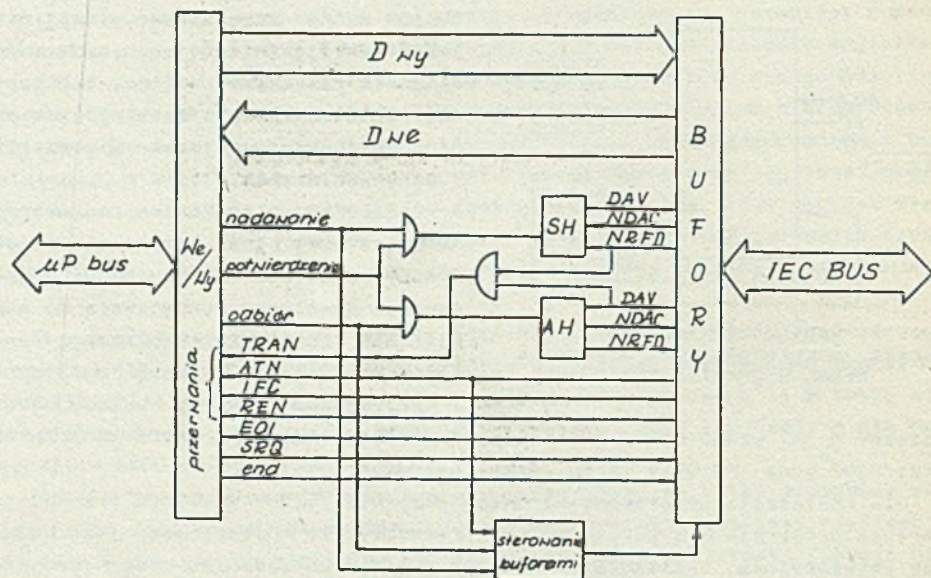 D Wy
D We
B
U
F
O
R
Y
nadawanie
potwierdzenie
odbiór
We/Wy
μP bus
IEC BUS
SH
DAV
NDAC
NRFD
AH
DAV
NDAC
NRFD
TRAN
ATN
IFC
REN
EOI
SRQ
end
przerwania
sterowanie
buforami